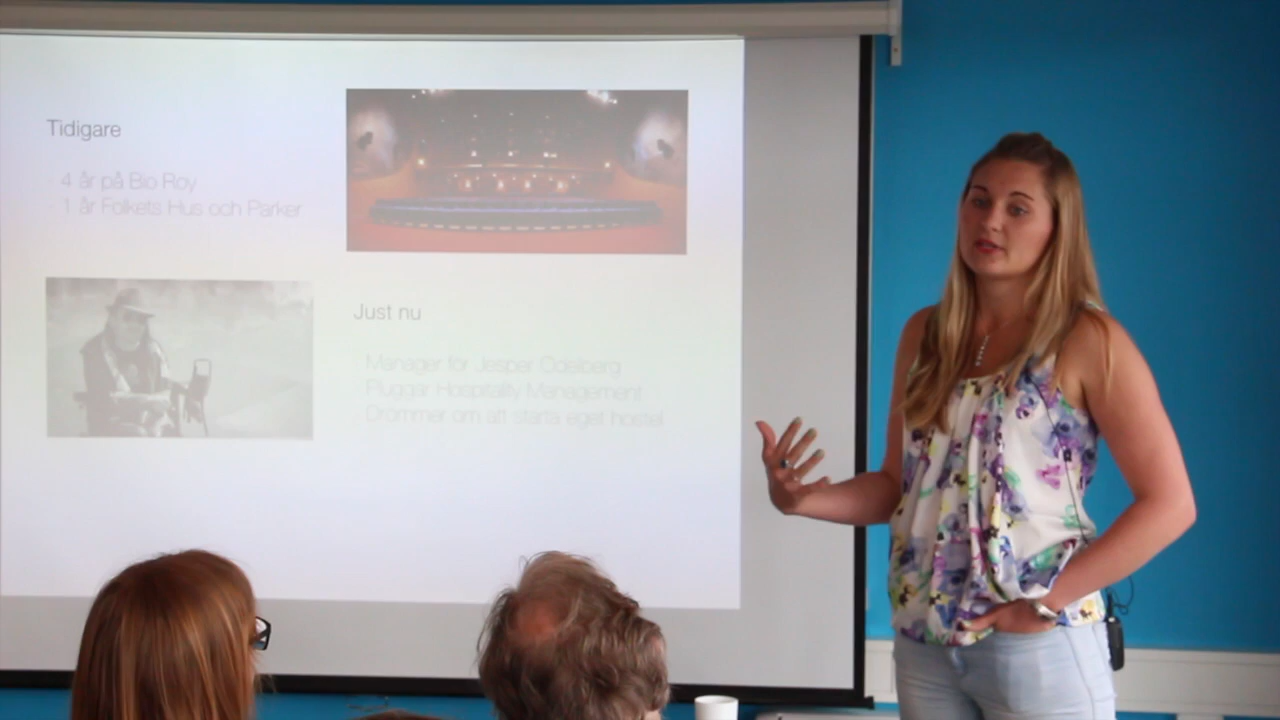 Tidigare
- 4 år på Bio Roy
- 1 år Folkets Hus och Parker
Just nu
Manager för Jesper Odelberg
Pluggar Hospitality Management
Drömmer om att starta eget hostel